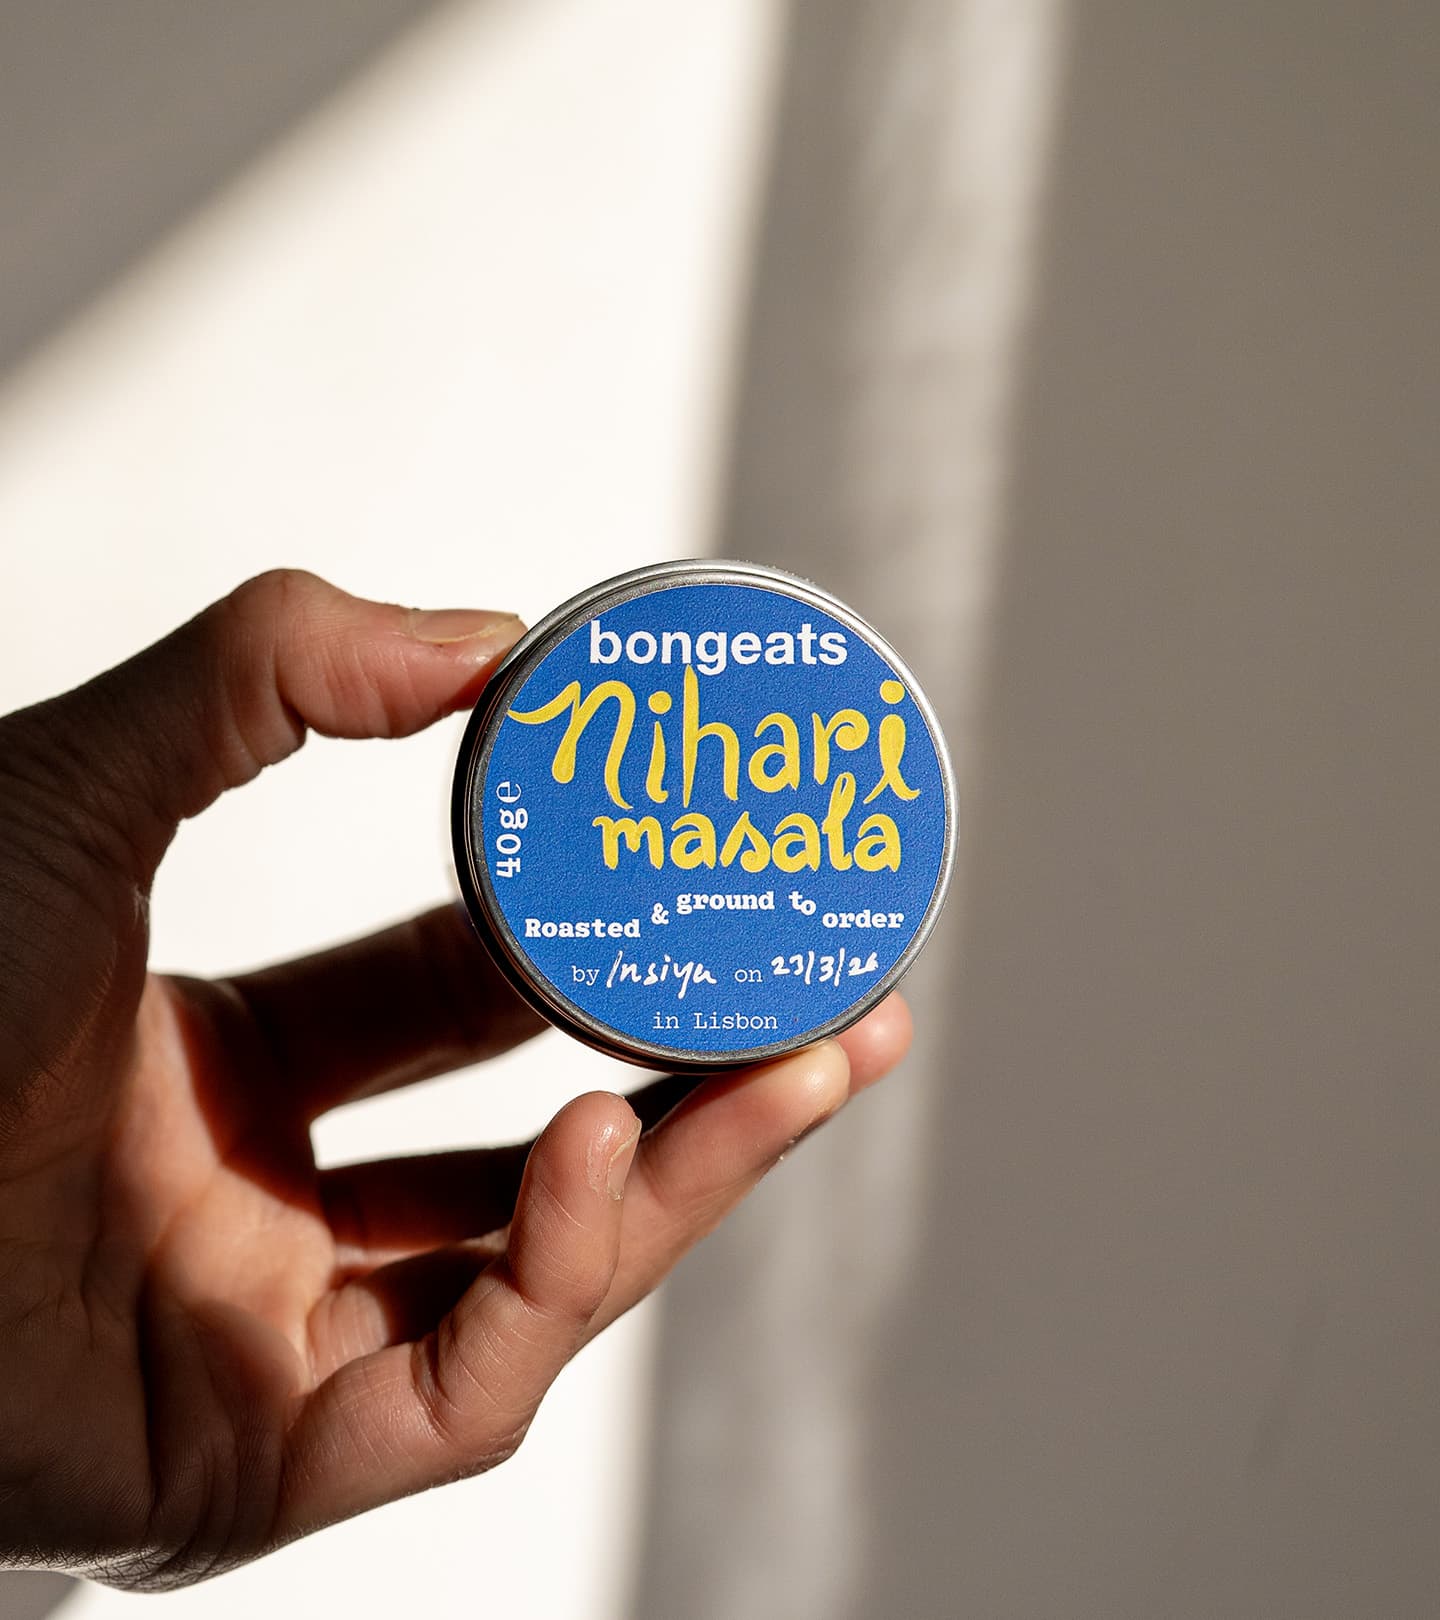 bongeats
Nihari
masala
40g℮
Roasted & ground to order
by Insiya on 23/3/26
in Lisbon